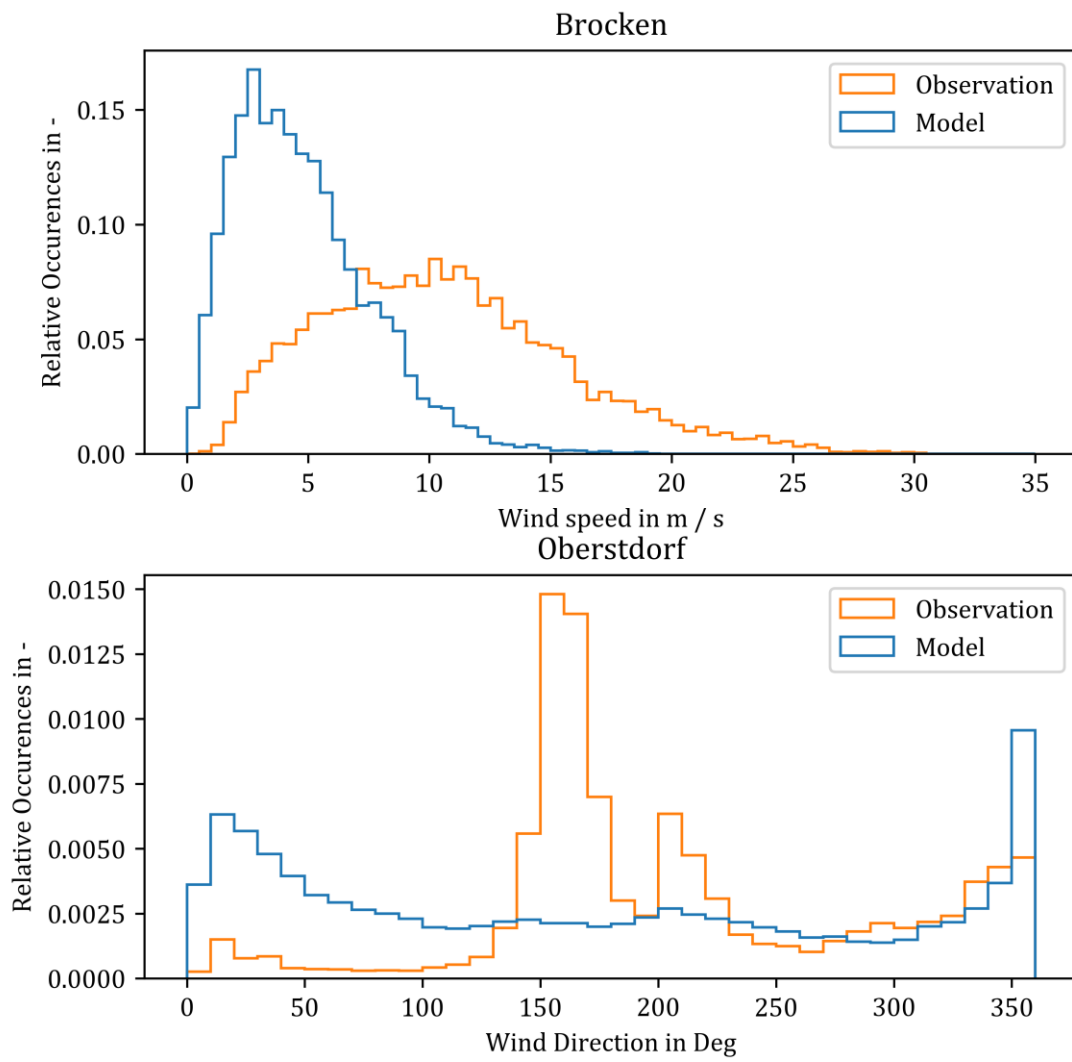 Brocken
Relative Occurences in -
0.15
0.10
0.05
0.00
Observation
Model
0 5 10 15 20 25 30 35
Wind speed in m / s
Oberstdorf
Relative Occurences in -
0.0150
0.0125
0.0100
0.0075
0.0050
0.0025
0.0000
Observation
Model
0 50 100 150 200 250 300 350
Wind Direction in Deg